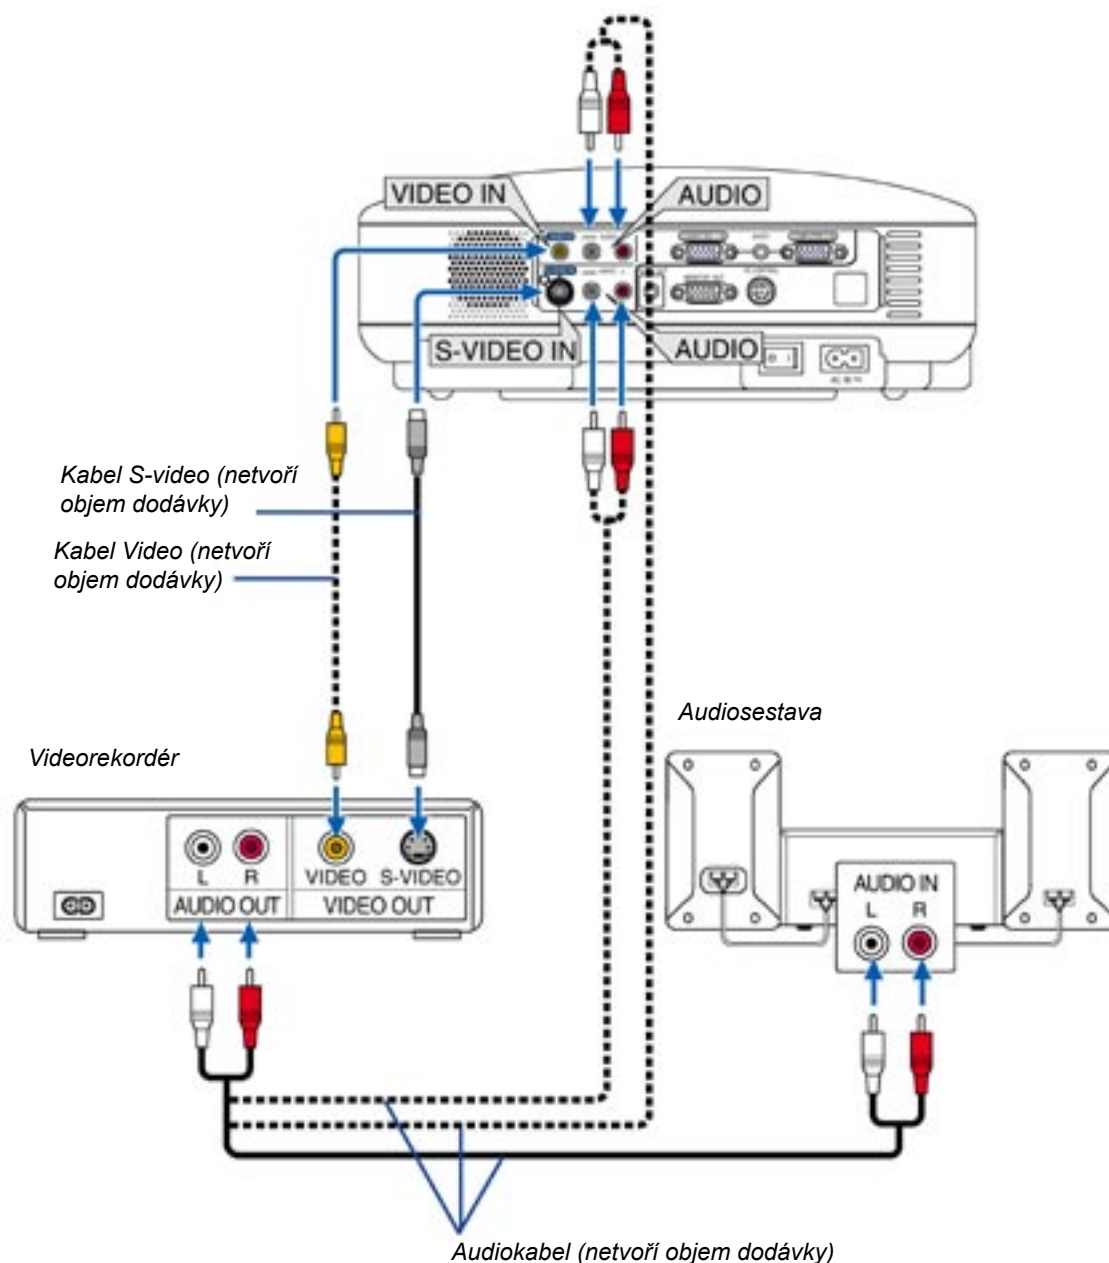 VIDEO IN
AUDIO
S-VIDEO IN
AUDIO
Kabel S-video (netvoří
objem dodávky)
Kabel Video (netvoří
objem dodávky)
Audiosestava
Videorekordér
L R
VIDEO S-VIDEO
AUDIO OUT
VIDEO OUT
AUDIO IN
L R
Audiokabel (netvoří objem dodávky)